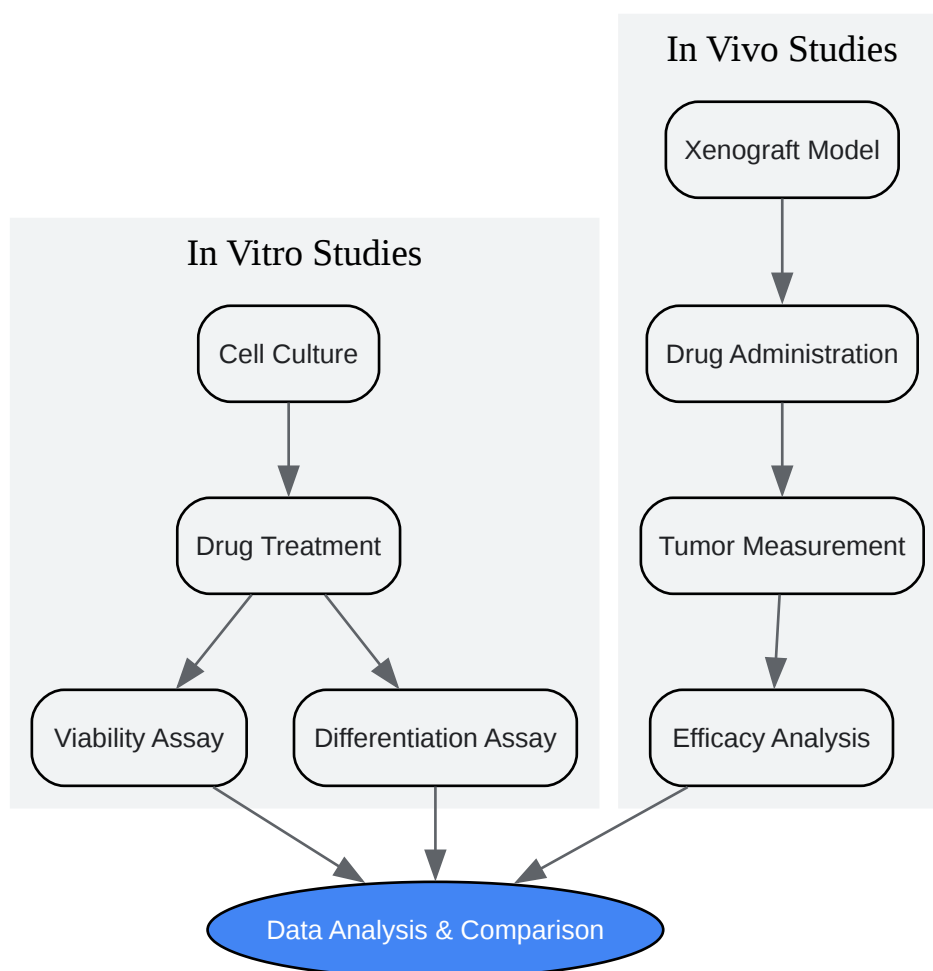 In Vivo Studies
Xenograft Model
Drug Administration
Tumor Measurement
Efficacy Analysis
In Vitro Studies
Cell Culture
Drug Treatment
Viability Assay
Differentiation Assay
Data Analysis & Comparison